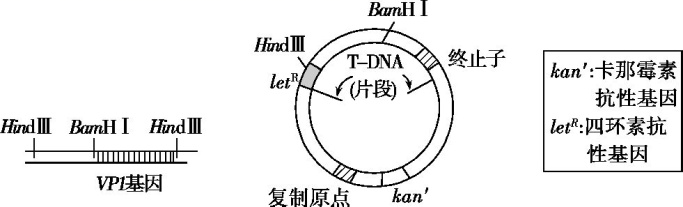 HindⅢ BamHⅠ HindⅢ
VP1基因
BamHⅠ
HindⅢ
letᴿ
T-DNA
(片段)
终止子
复制原点
kanʳ
kanʳ:卡那霉素
抗性基因
letᴿ:四环素抗
性基因